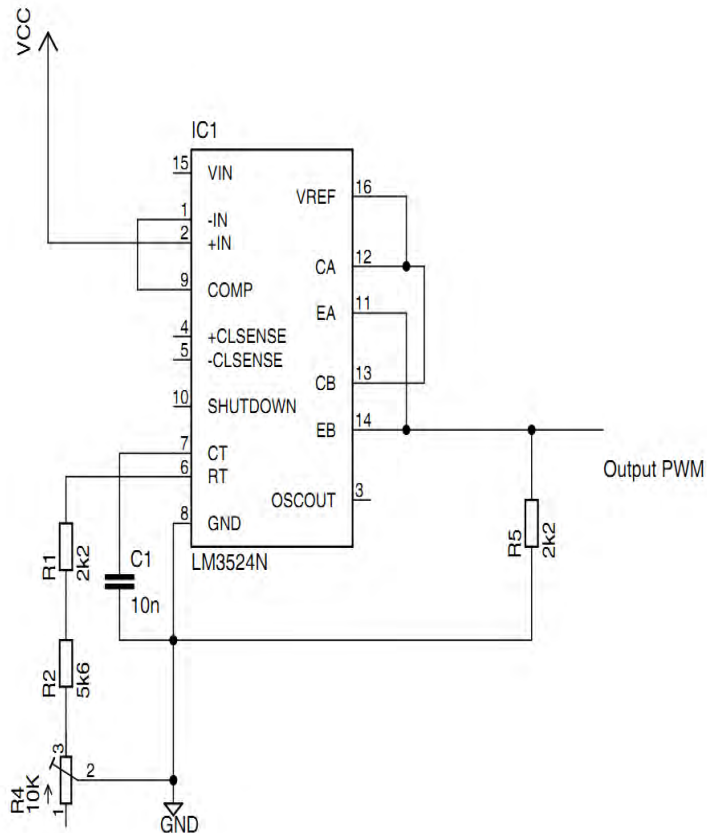 VCC
IC1
15 VIN
1 -IN
2 +IN
9 COMP
4 +CLSENSE
5 -CLSENSE
10 SHUTDOWN
7 CT
6 RT
8 GND
VREF 16
CA 12
EA 11
CB 13
EB 14
OSCOUT 3
LM3524N
Output PWM
R1
2k2
C1
10n
R5
2k2
R2
5k6
R4
10K
3
2
1
GND